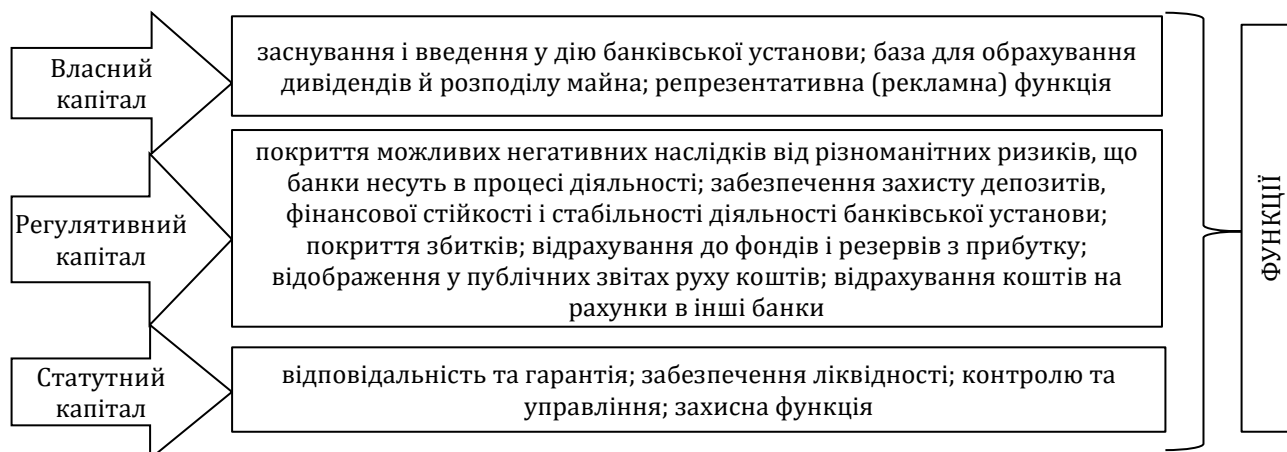 Власний
капітал
заснування і введення у дію банківської установи; база для обрахування
дивідендів й розподілу майна; репрезентативна (рекламна) функція
Регулятивний
капітал
покриття можливих негативних наслідків від різноманітних ризиків, що
банки несуть в процесі діяльності; забезпечення захисту депозитів,
фінансової стійкості і стабільності діяльності банківської установи;
покриття збитків; відрахування до фондів і резервів з прибутку;
відображення у публічних звітах руху коштів; відрахування коштів на
рахунки в інші банки
Статутний
капітал
відповідальність та гарантія; забезпечення ліквідності; контролю та
управління; захисна функція
ФУНКЦІЇ